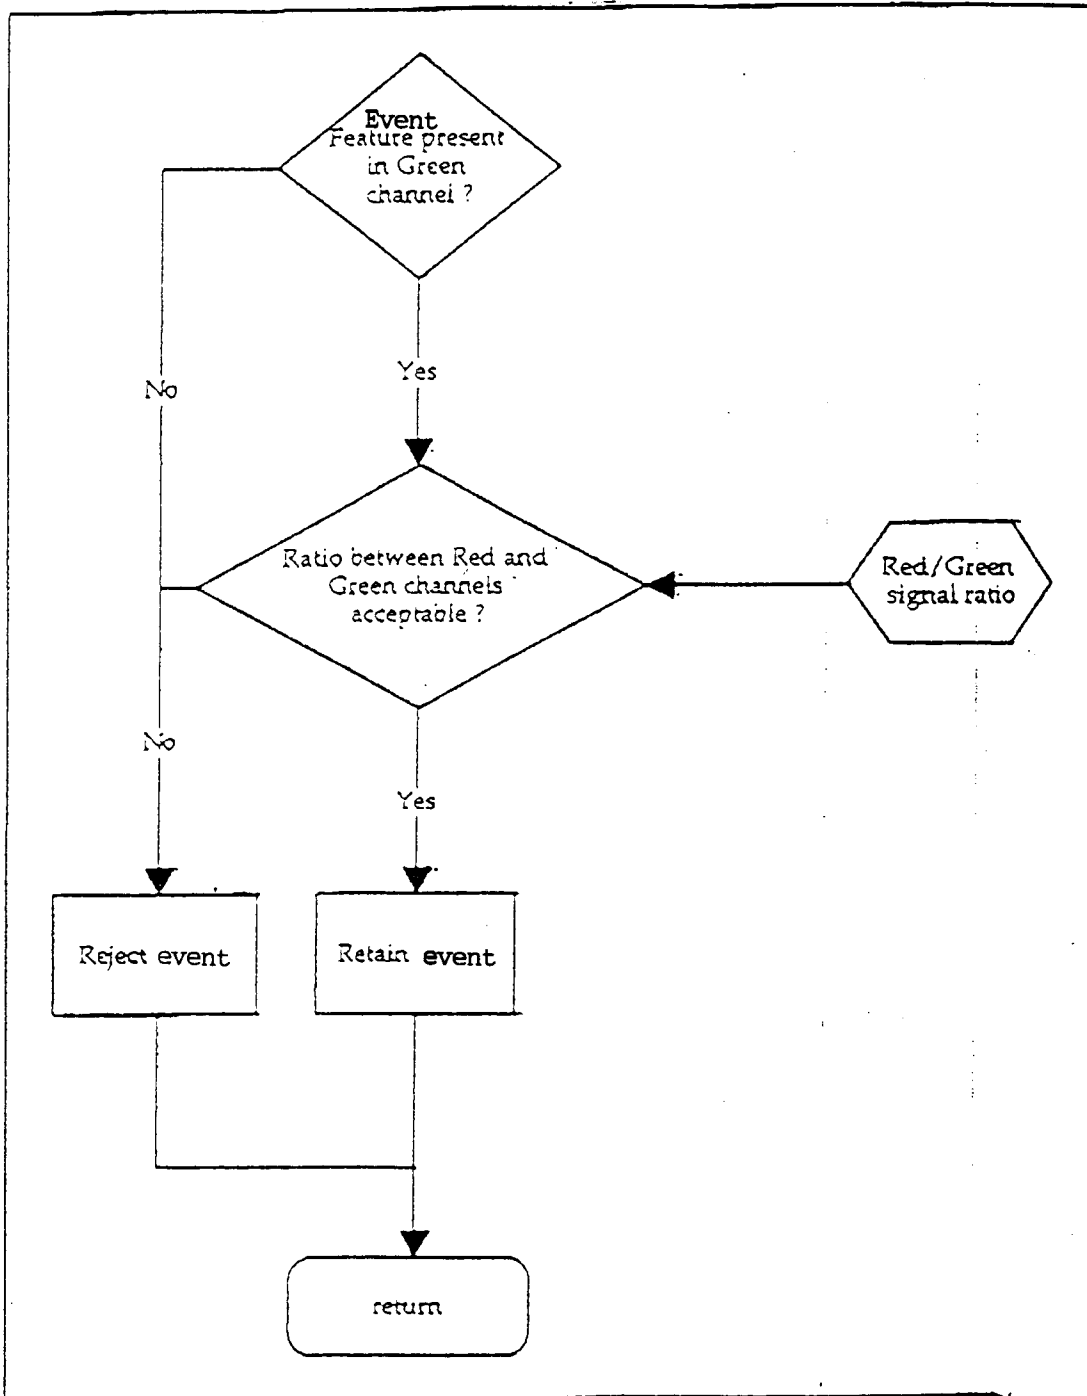 Event
Feature present
in Green
channel ?
No
Yes
Ratio between Red and
Green channels
acceptable ?
Red/Green
signal ratio
No
Yes
Reject event
Retain event
return